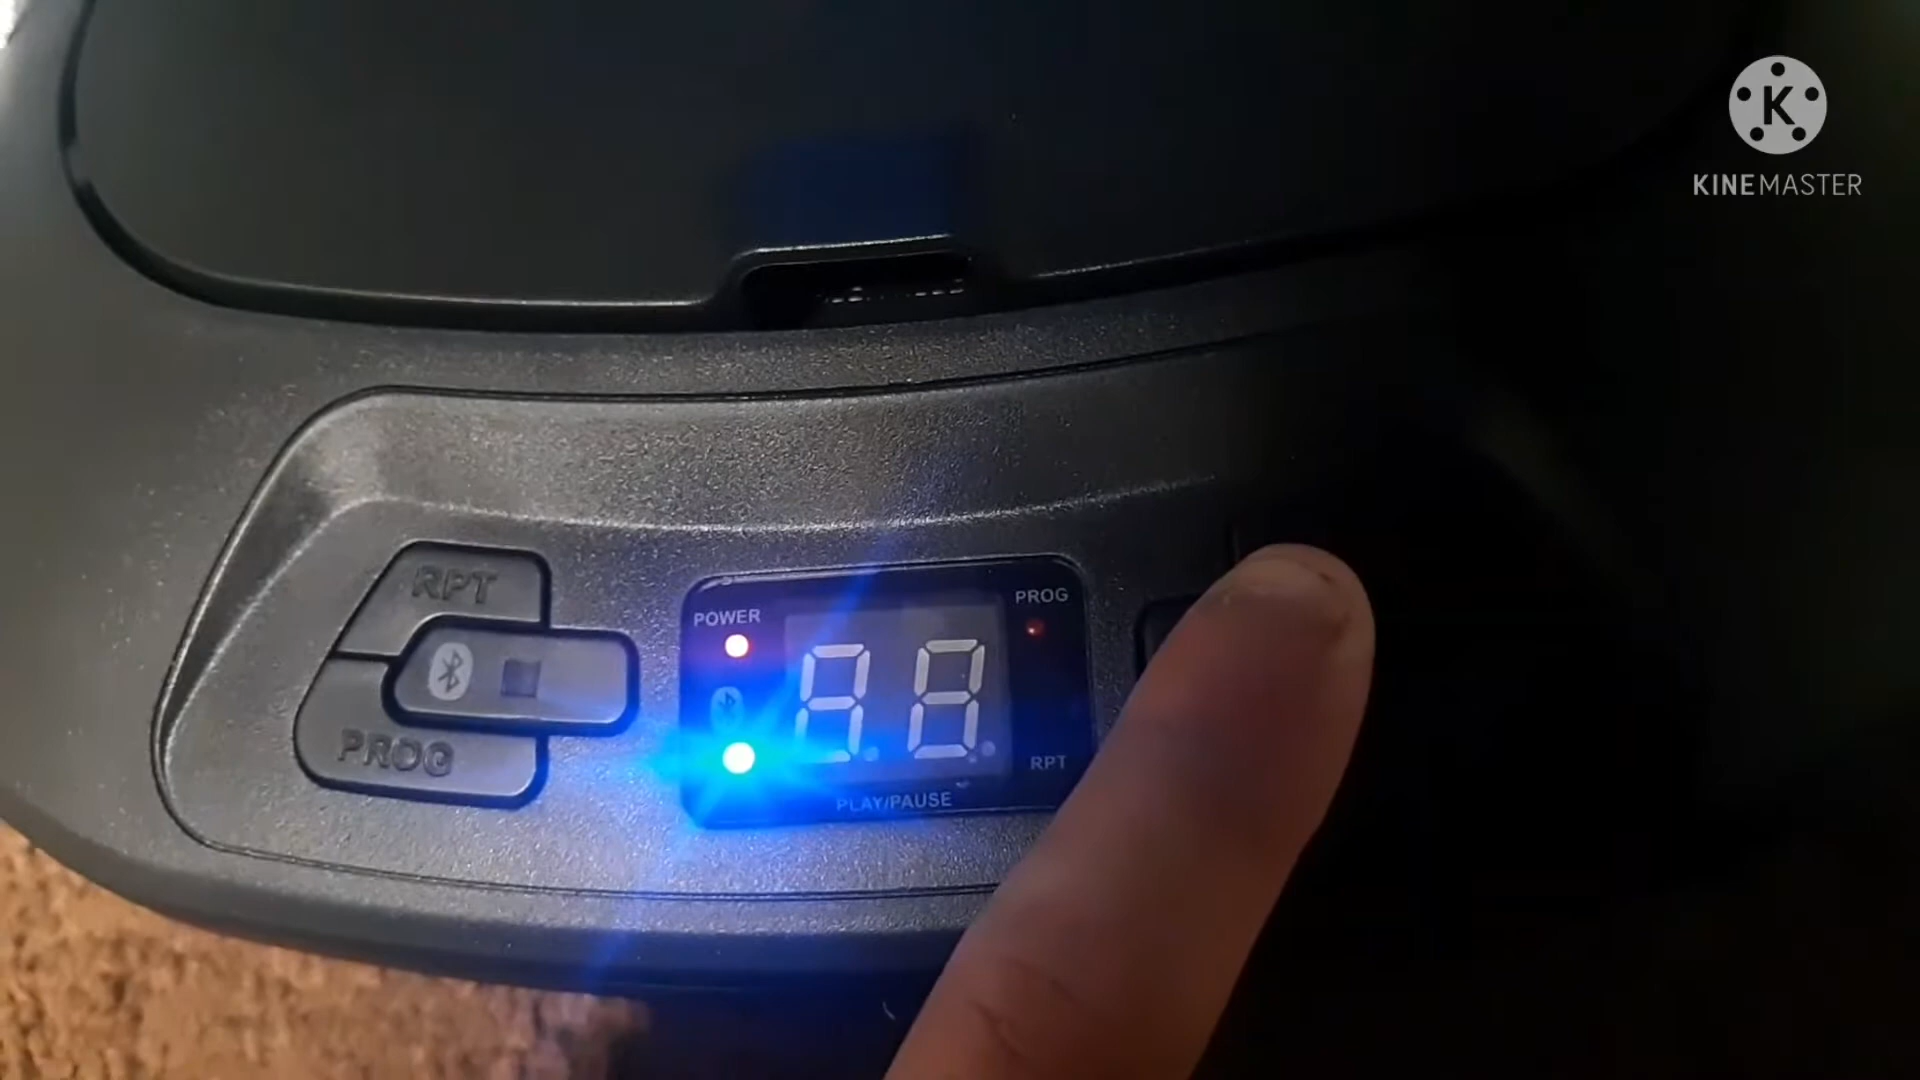 K
KINEMASTER
RPT
PROG
POWER
PROG
88
RPT
PLAY/PAUSE